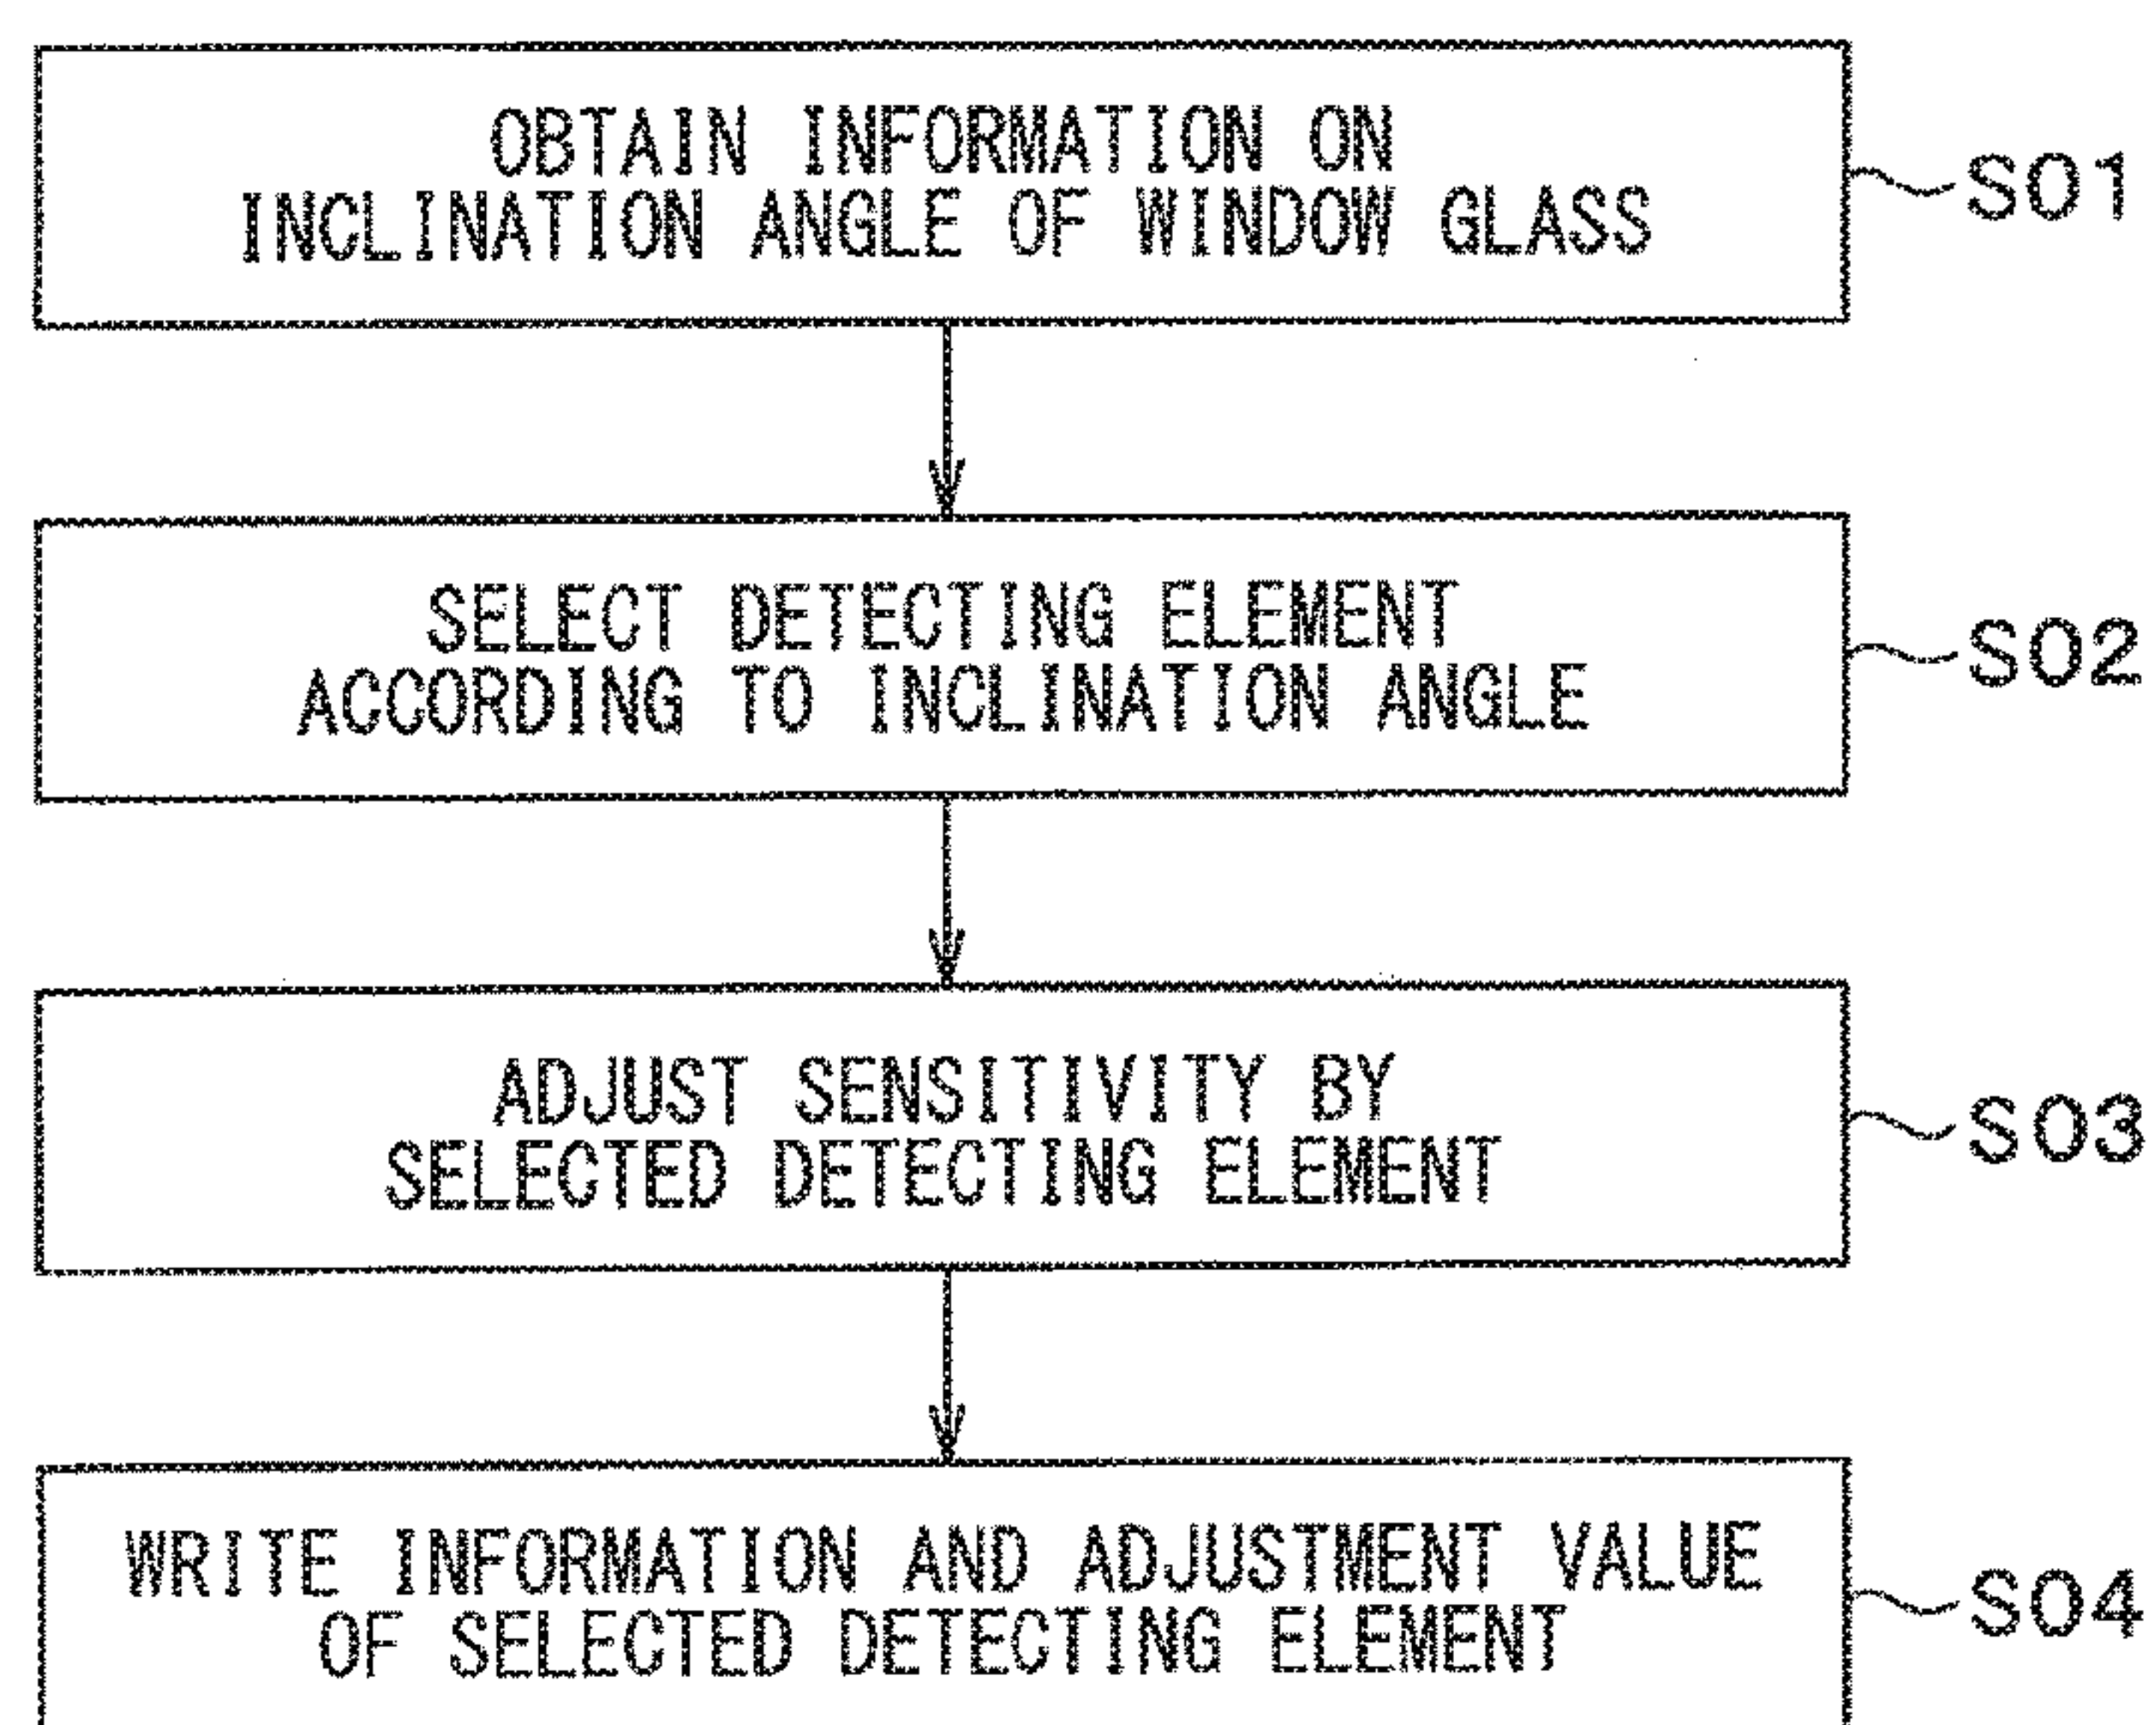 OBTAIN INFORMATION ON
INCLINATION ANGLE OF WINDOW GLASS
S01
SELECT DETECTING ELEMENT
ACCORDING TO INCLINATION ANGLE
S02
ADJUST SENSITIVITY BY
SELECTED DETECTING ELEMENT
S03
WRITE INFORMATION AND ADJUSTMENT VALUE
OF SELECTED DETECTING ELEMENT
S04